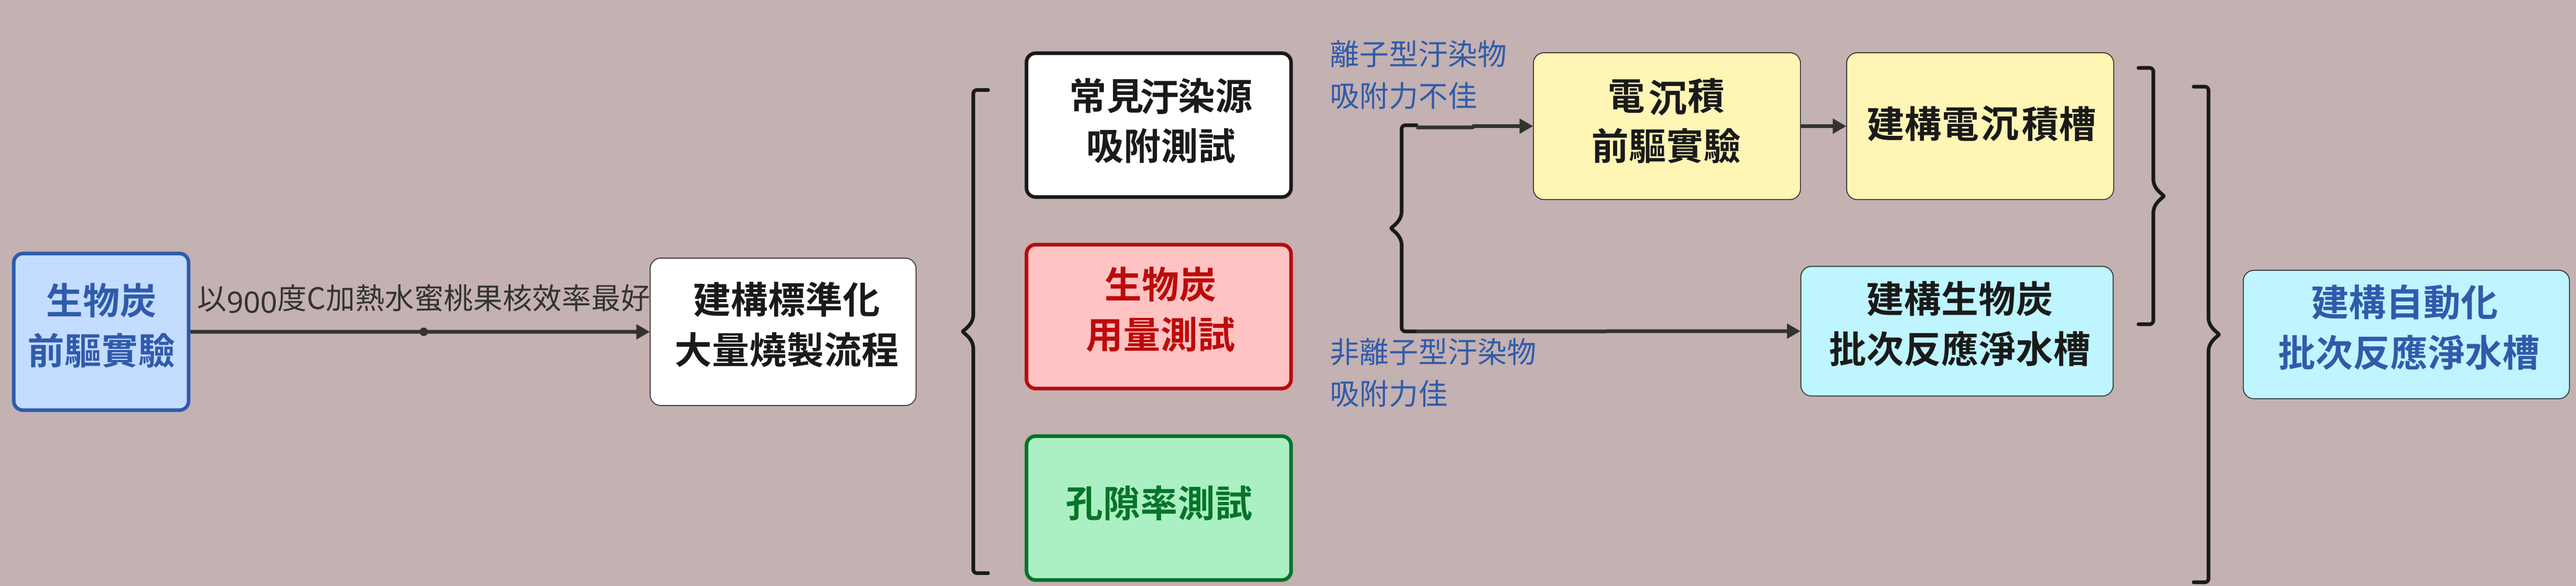 生物炭
前驅實驗
以900度C加熱水蜜桃果核效率最好
建構標準化
大量燒製流程
常見汙染源
吸附測試
生物炭
用量測試
孔隙率測試
離子型汙染物
吸附力不佳
電沉積
前驅實驗
建構電沉積槽
非離子型汙染物
吸附力佳
建構生物炭
批次反應淨水槽
建構自動化
批次反應淨水槽